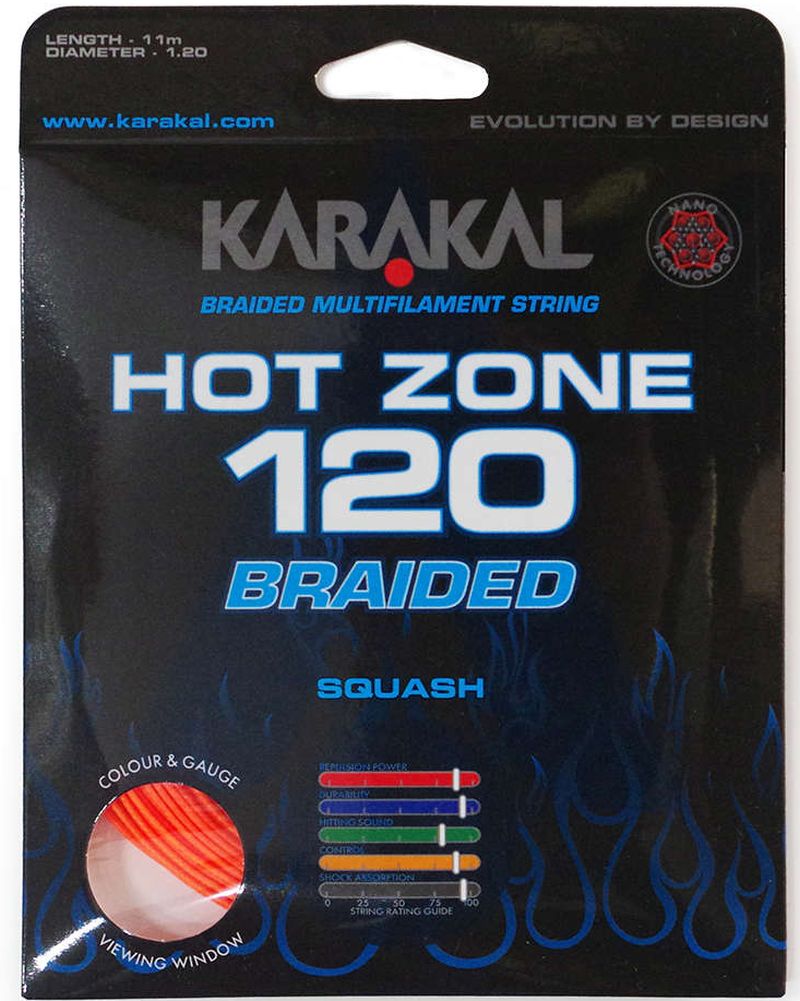 LENGTH - 11m
DIAMETER - 1.20
www.karakal.com
EVOLUTION BY DESIGN
KARAKAL
NANO
TECHNOLOGY
BRAIDED MULTIFILAMENT STRING
HOT ZONE
120
BRAIDED
SQUASH
COLOUR & GAUGE
VIEWING WINDOW
REPULSION POWER
DURABILITY
HITTING SOUND
CONTROL
SHOCK ABSORPTION
0 25 50 75 100
STRING RATING GUIDE